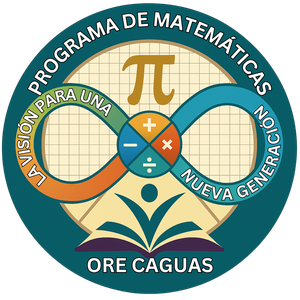 PROGRAMA DE MATEMÁTICAS
π
LA VISIÓN PARA UNA
NUEVA GENERACIÓN
+
− ×
÷
ORE CAGUAS